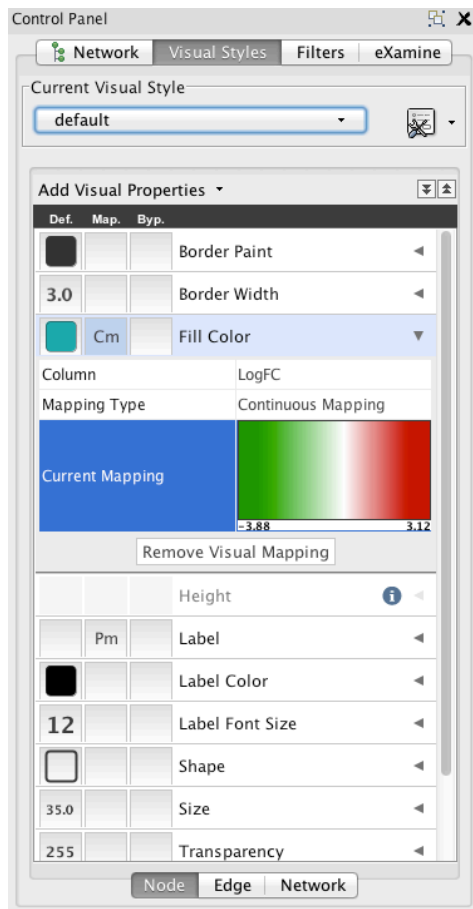 Control Panel
Network Visual Styles Filters eXamine
Current Visual Style
default
Add Visual Properties
Def. Map. Byp.
Border Paint
3.0 Border Width
Cm Fill Color
Column LogFC
Mapping Type Continuous Mapping
Current Mapping
-3.88 3.12
Remove Visual Mapping
Height
Pm Label
Label Color
12 Label Font Size
Shape
35.0 Size
255 Transparency
Node Edge Network